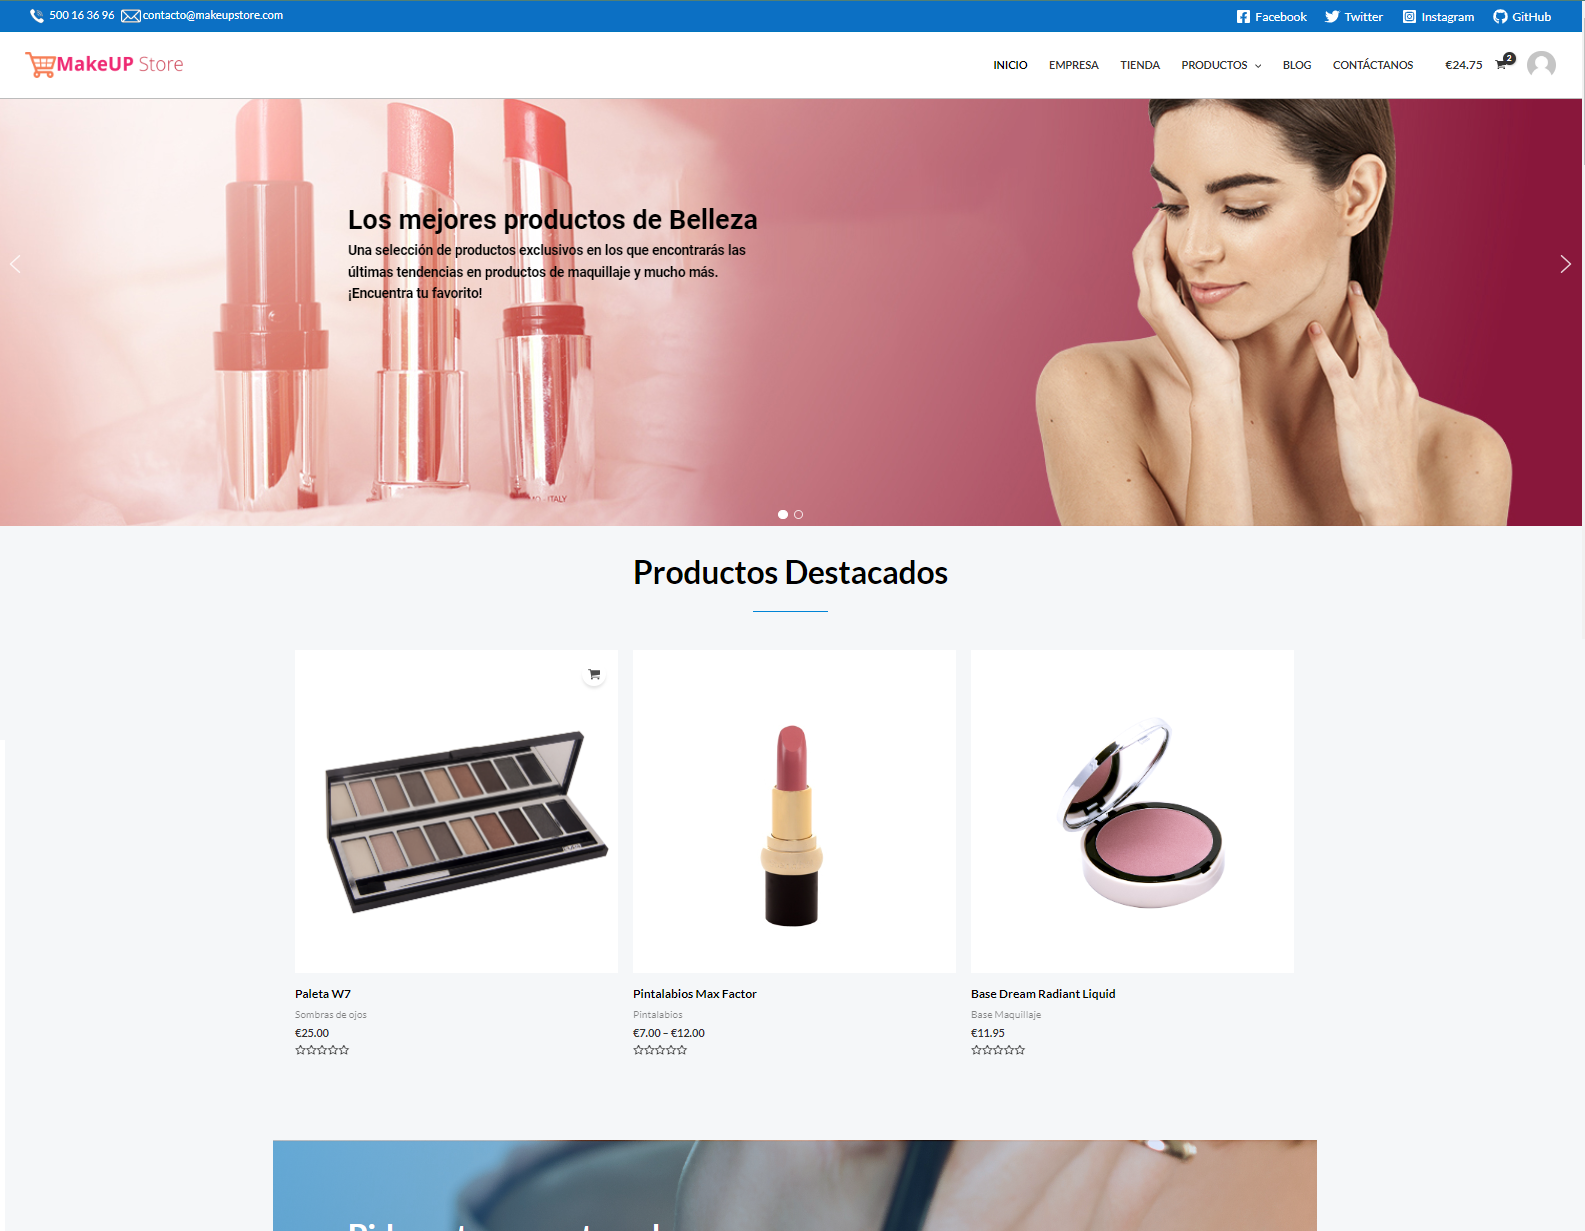 500 16 36 96 contacto@makeupstore.com
Facebook Twitter Instagram GitHub
MakeUP Store
INICIO EMPRESA TIENDA PRODUCTOS BLOG CONTÁCTANOS €24.75 2
Los mejores productos de Belleza
Una selección de productos exclusivos en los que encontrarás las
últimas tendencias en productos de maquillaje y mucho más.
¡Encuentra tu favorito!
ITALY
Productos Destacados
Paleta W7
Sombras de ojos
€25.00
Pintalabios Max Factor
Pintalabios
€7.00 – €12.00
Base Dream Radiant Liquid
Base Maquillaje
€11.95